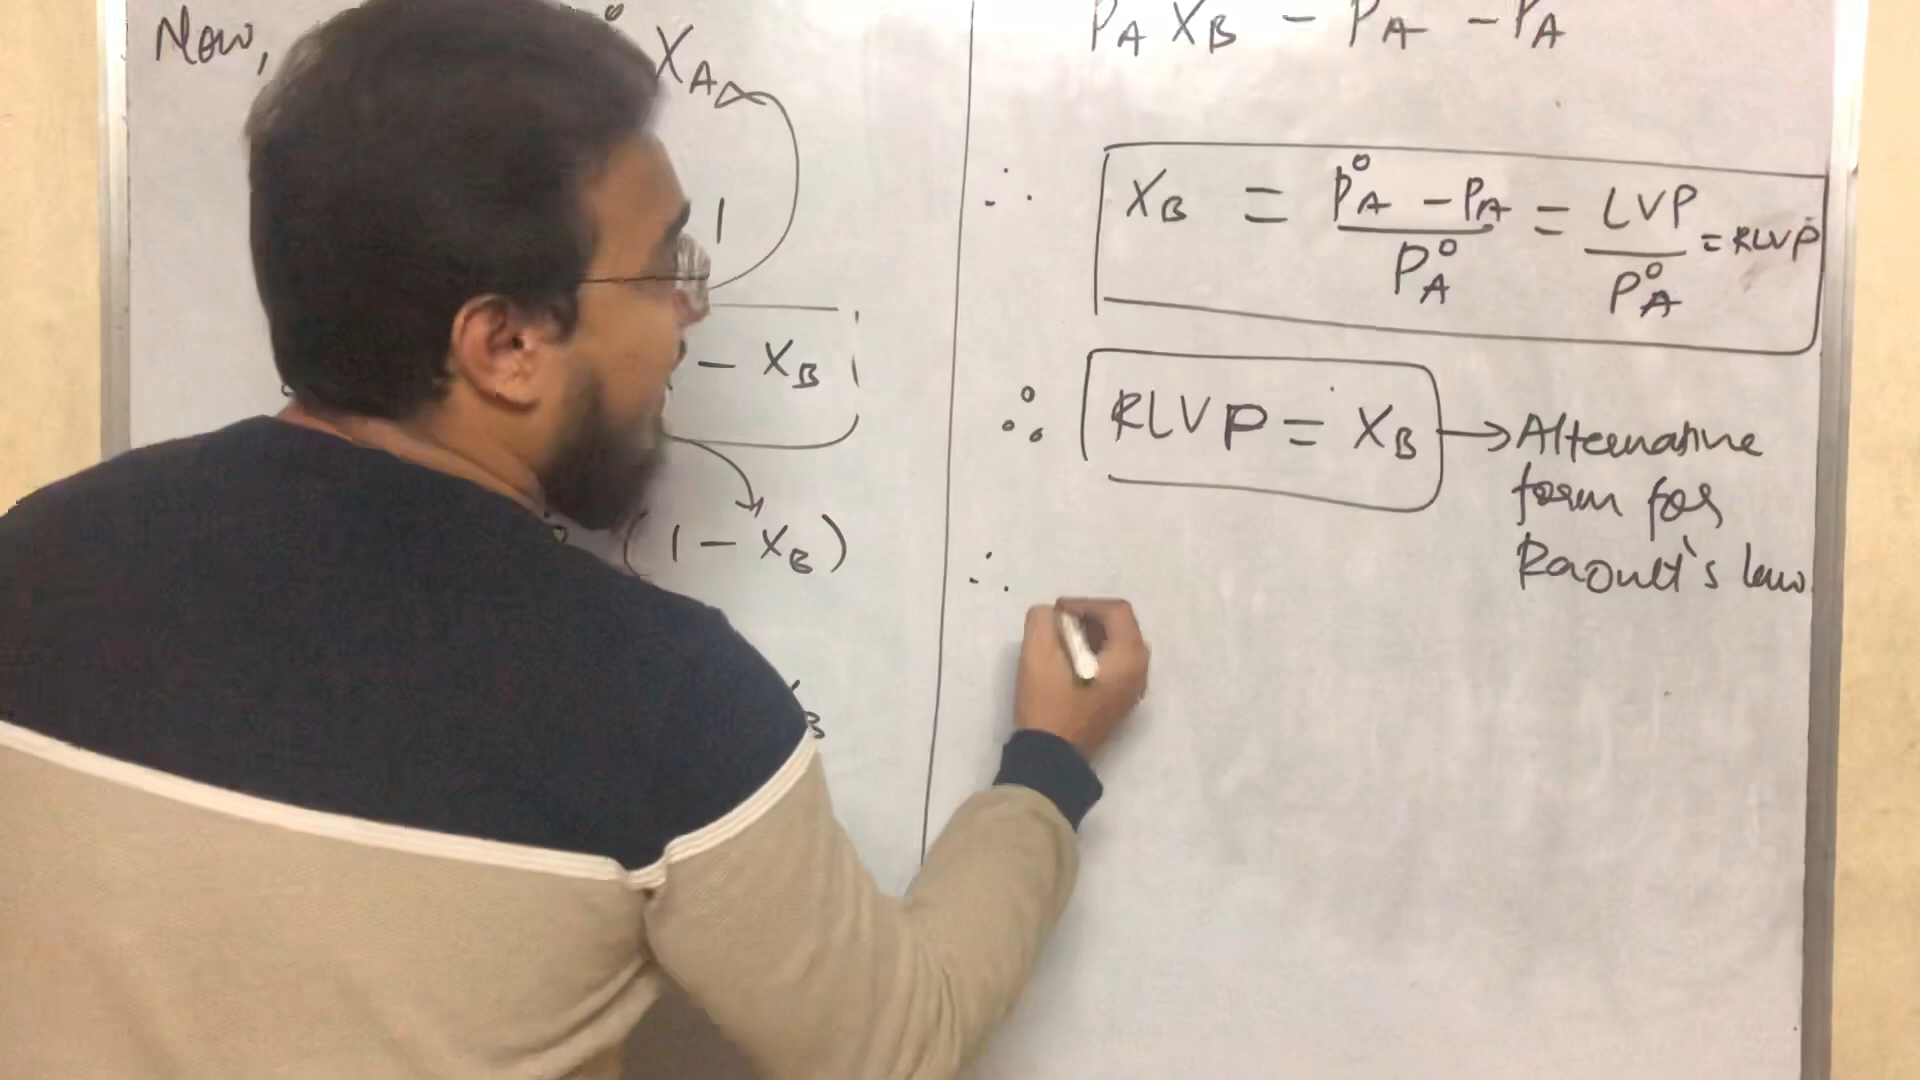 Now,
X_A
1
- X_B
(1 - X_B)
B
P_A X_B = P_A - P_A
∴ X_B = (P°_A - P_A) / P°_A = LVP / P°_A = RLVP
∴ RLVP = X_B → Alternative
form for
Raoult's law
∴